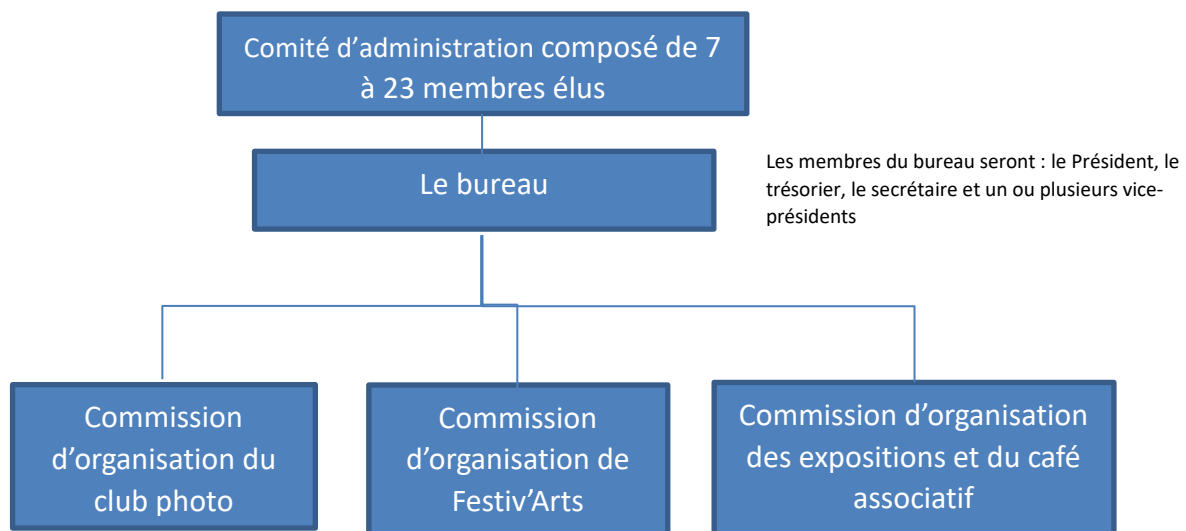 Comité d’administration composé de 7
à 23 membres élus
Le bureau
Les membres du bureau seront : le Président, le
trésorier, le secrétaire et un ou plusieurs vice-
présidents
Commission
d’organisation du
club photo
Commission
d’organisation de
Festiv’Arts
Commission d’organisation
des expositions et du café
associatif